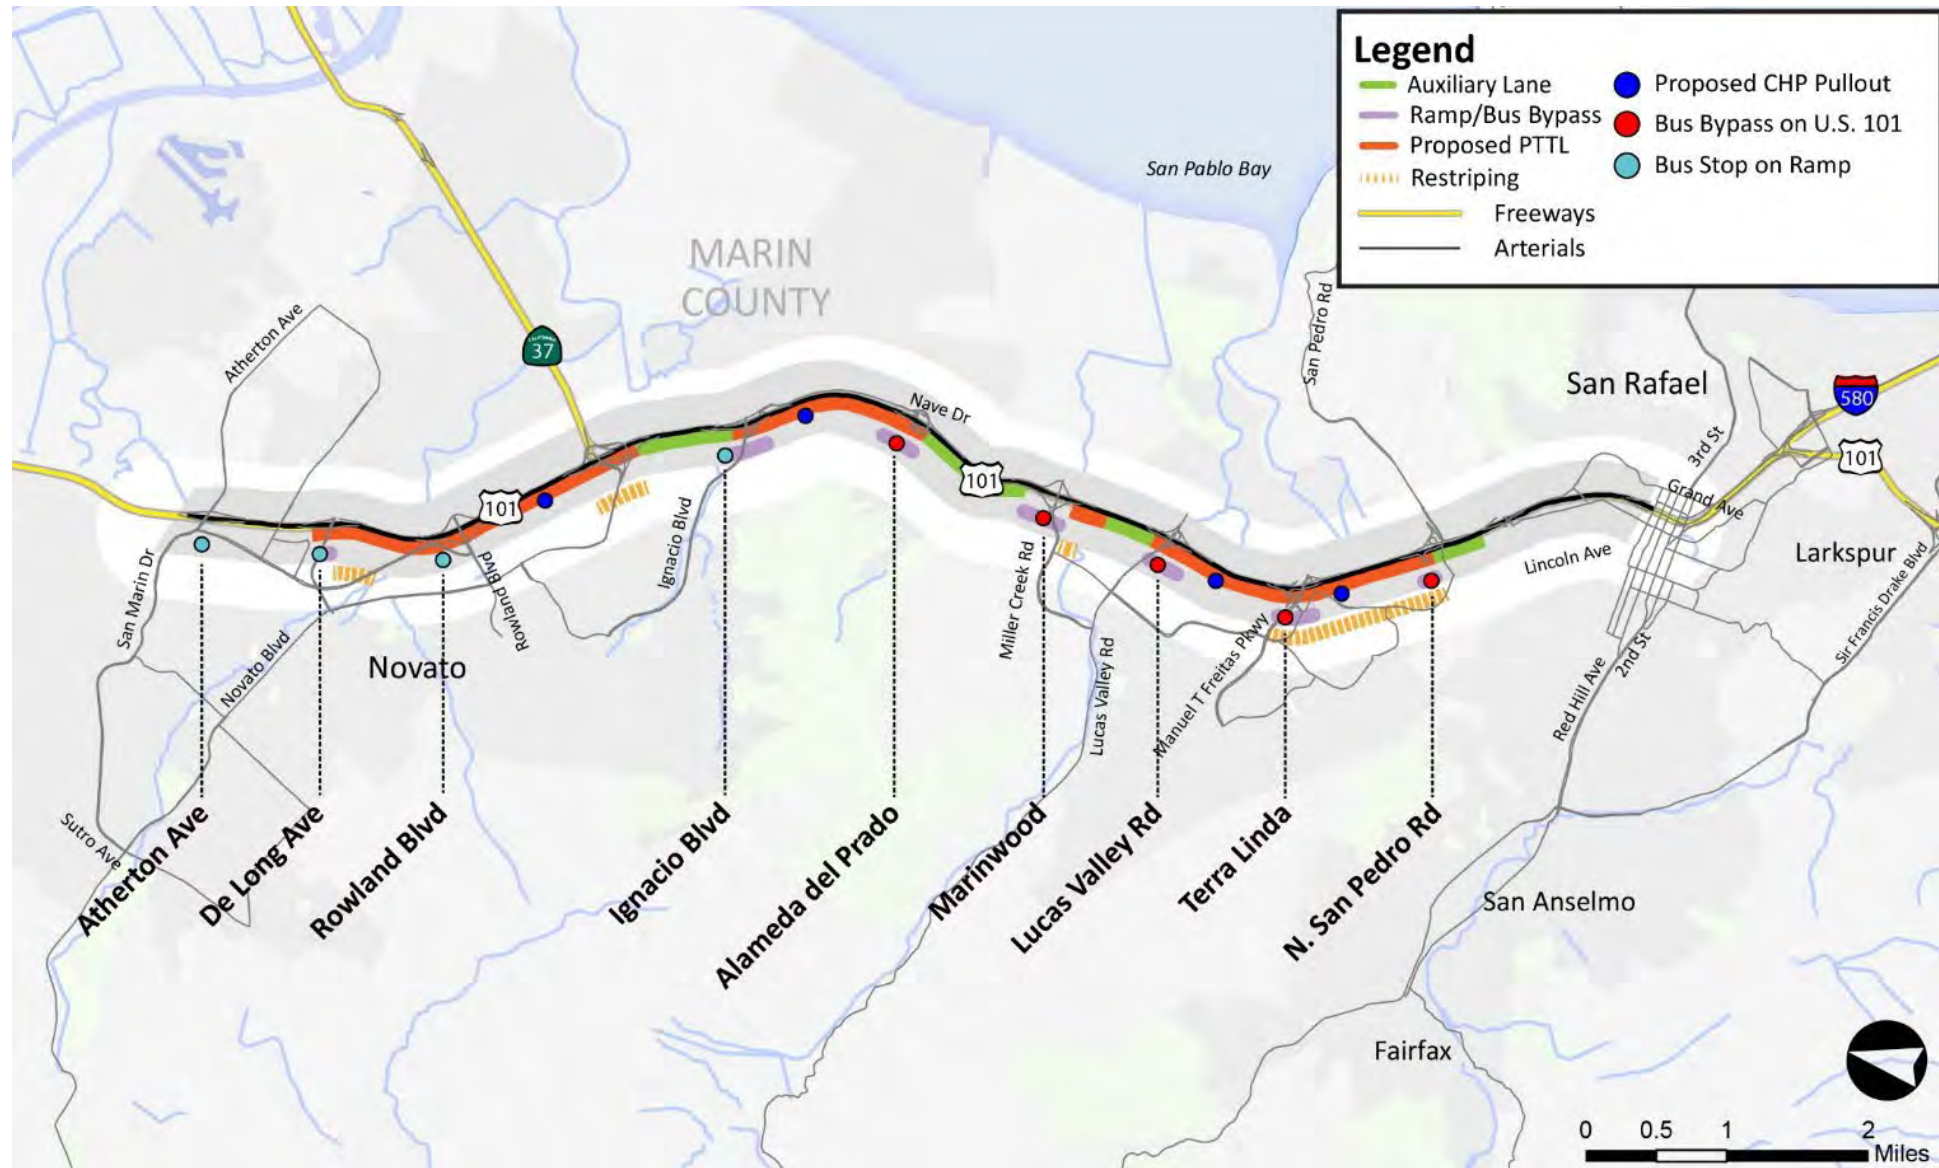 Legend
Auxiliary Lane
Ramp/Bus Bypass
Proposed PTTL
Restriping
Freeways
Arterials
Proposed CHP Pullout
Bus Bypass on U.S. 101
Bus Stop on Ramp
San Pablo Bay
MARIN
COUNTY
Atherton Ave
CALIFORNIA
37
Nave Dr
San Pedro Rd
San Rafael
580
101
3rd St
Grand Ave
101
101
San Marin Dr
Novato Blvd
Rowland Blvd
Ignacio Blvd
Miller Creek Rd
Lucas Valley Rd
Manuel T Freitas Pkwy
Lincoln Ave
Larkspur
Sir Francis Drake Blvd
2nd St
Red Hill Ave
Novato
Sutro Ave
Atherton Ave
De Long Ave
Rowland Blvd
Ignacio Blvd
Alameda del Prado
Marinwood
Lucas Valley Rd
Terra Linda
N. San Pedro Rd
San Anselmo
Fairfax
0 0.5 1 2
Miles